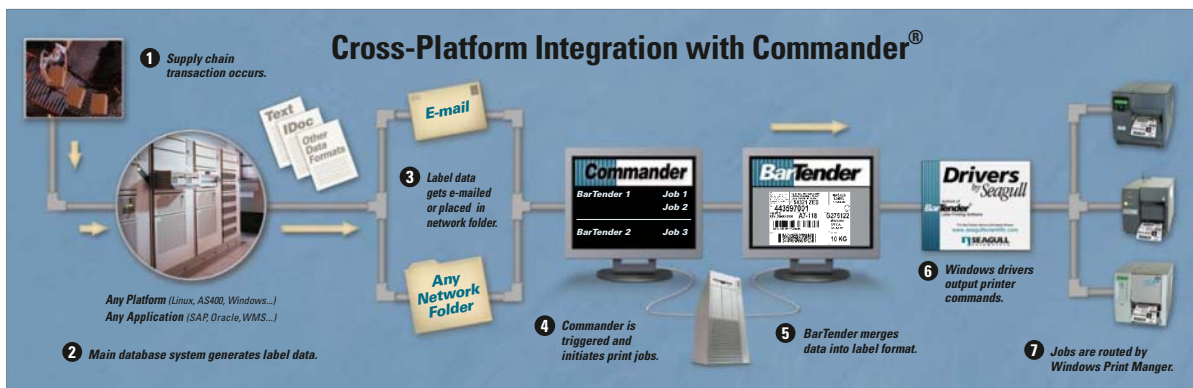 Cross-Platform Integration with Commander®
1 Supply chain
transaction occurs.
Text
IDoc
Other
Data
Formats
Any Platform (Linux, AS400, Windows...)
Any Application (SAP, Oracle, WMS...)
2 Main database system generates label data.
E-mail
3 Label data
gets e-mailed
or placed in
network folder.
Any
Network
Folder
Commander
BarTender 1 Job 1
Job 2
BarTender 2 Job 3
4 Commander is
triggered and
initiates print jobs.
BarTender
443597001
A7-118
G275122
10 KG
5 BarTender merges
data into label format.
Drivers
by Seagull
BarTender
www.seagullscientific.com
SEAGULL
6 Windows drivers
output printer
commands.
7 Jobs are routed by
Windows Print Manger.